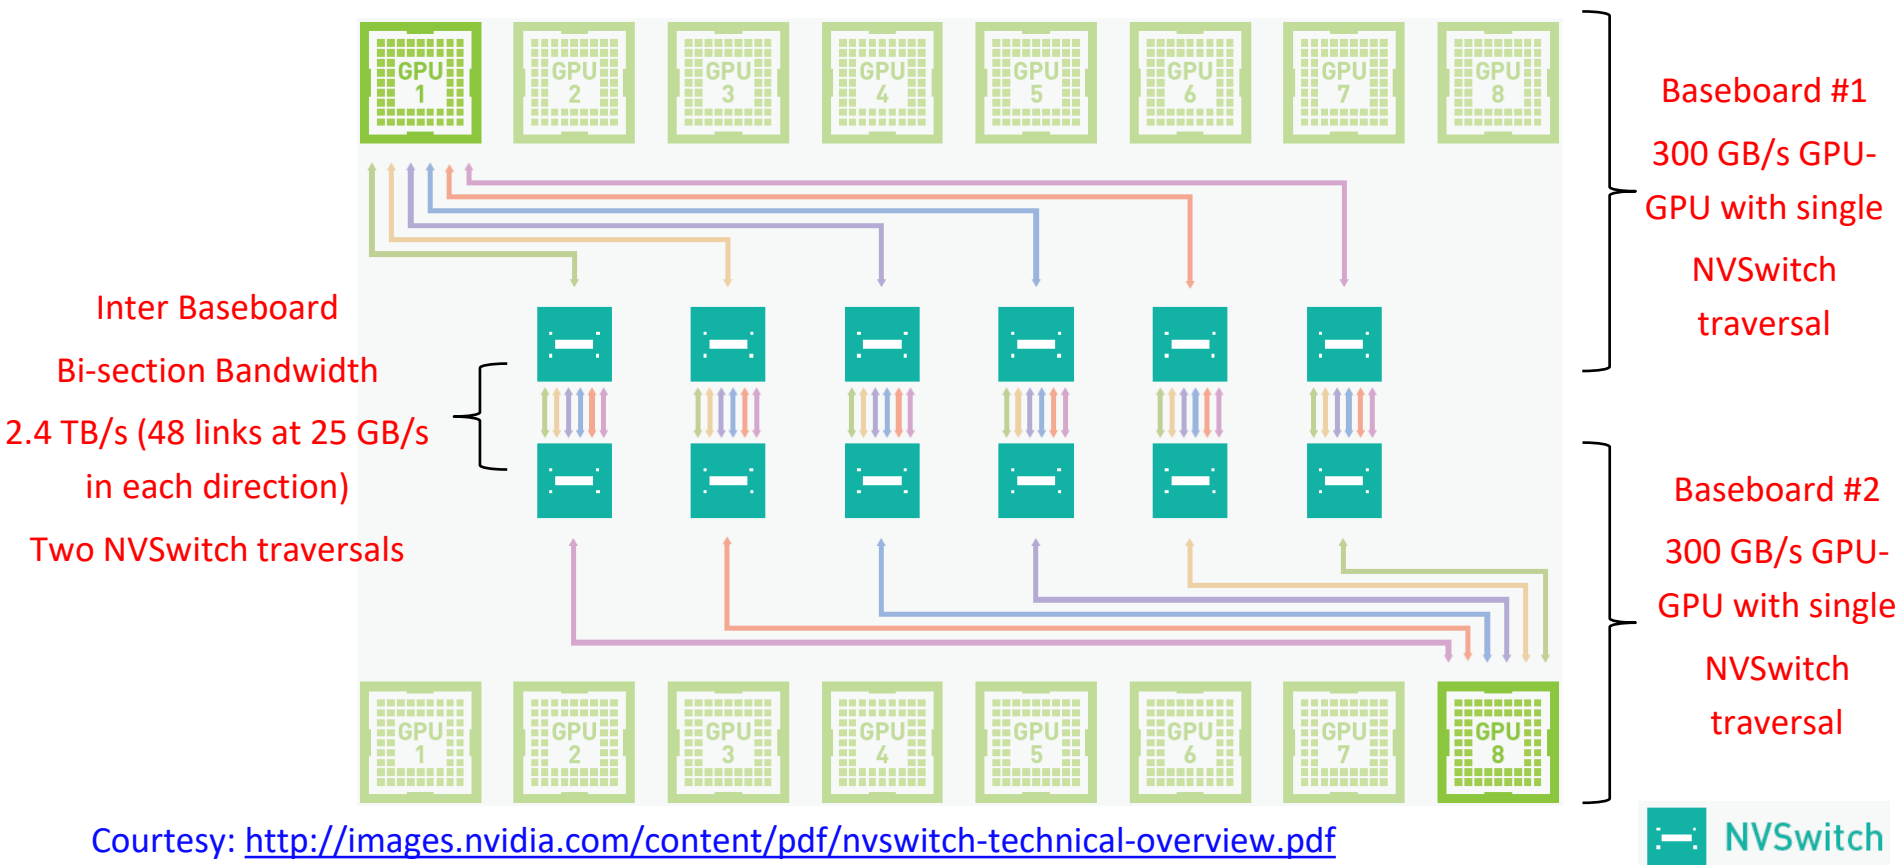 GPU 1
GPU 2
GPU 3
GPU 4
GPU 5
GPU 6
GPU 7
GPU 8
Baseboard #1
300 GB/s GPU-
GPU with single
NVSwitch
traversal
Inter Baseboard
Bi-section Bandwidth
2.4 TB/s (48 links at 25 GB/s
in each direction)
Two NVSwitch traversals
Baseboard #2
300 GB/s GPU-
GPU with single
NVSwitch
traversal
GPU 1
GPU 2
GPU 3
GPU 4
GPU 5
GPU 6
GPU 7
GPU 8
Courtesy: http://images.nvidia.com/content/pdf/nvswitch-technical-overview.pdf
NVSwitch